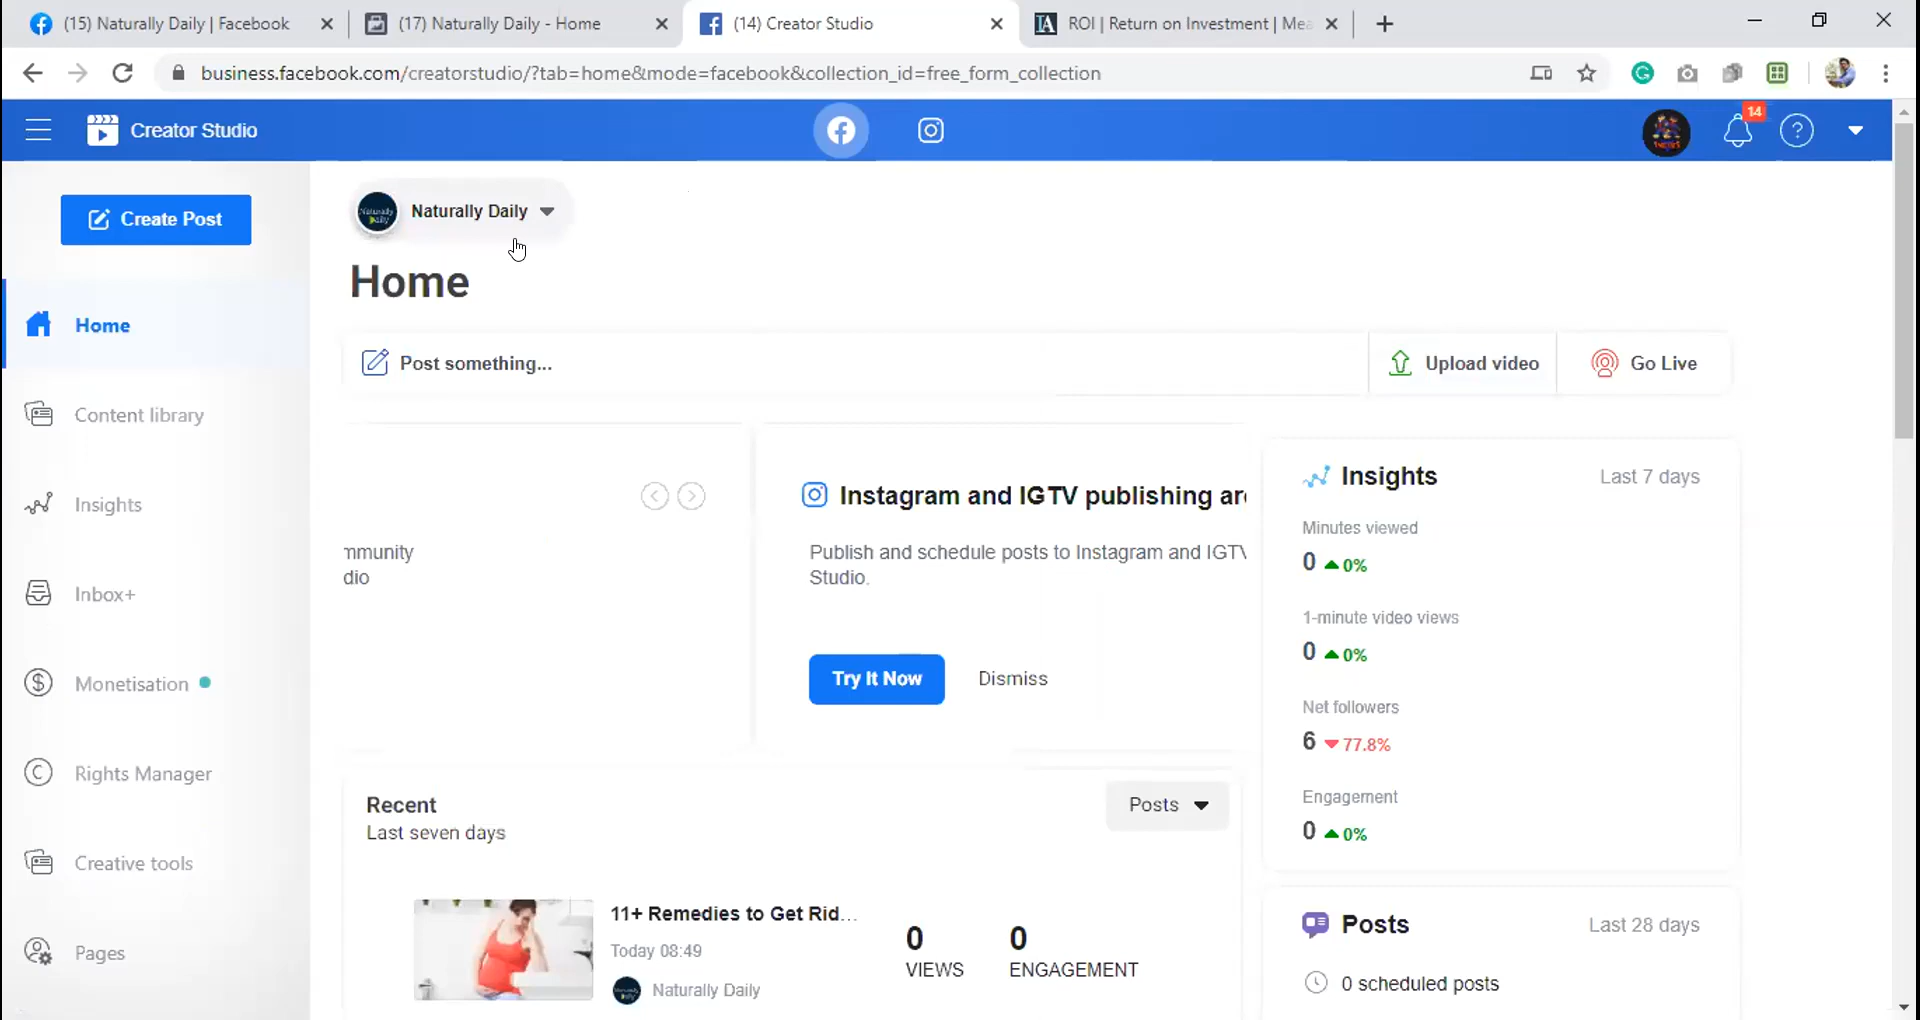 (15) Naturally Daily | Facebook
(17) Naturally Daily - Home
(14) Creator Studio
ROI | Return on Investment | Mea
business.facebook.com/creatorstudio/?tab=home&mode=facebook&collection_id=free_form_collection
Creator Studio
14
Create Post
Naturally Daily
Home
Home
Post something...
Upload video
Go Live
Content library
Insights
Inbox+
Monetisation
Rights Manager
Creative tools
Pages
mmunity
dio
Instagram and IGTV publishing are
Publish and schedule posts to Instagram and IGTV
Studio.
Try It Now
Dismiss
Insights
Last 7 days
Minutes viewed
0 0%
1-minute video views
0 0%
Net followers
6 77.8%
Engagement
0 0%
Recent
Last seven days
Posts
11+ Remedies to Get Rid...
Today 08:49
Naturally Daily
0
VIEWS
0
ENGAGEMENT
Posts
Last 28 days
0 scheduled posts